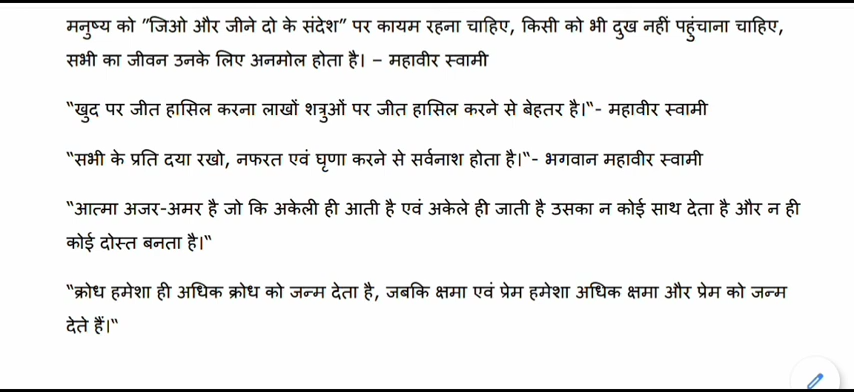 मनुष्य को ”जिओ और जीने दो के संदेश” पर कायम रहना चाहिए, किसी को भी दुख नहीं पहुंचाना चाहिए,
सभी का जीवन उनके लिए अनमोल होता है। – महावीर स्वामी
“खुद पर जीत हासिल करना लाखों शत्रुओं पर जीत हासिल करने से बेहतर है।“- महावीर स्वामी
“सभी के प्रति दया रखो, नफरत एवं घृणा करने से सर्वनाश होता है।“- भगवान महावीर स्वामी
“आत्मा अजर-अमर है जो कि अकेली ही आती है एवं अकेले ही जाती है उसका न कोई साथ देता है और न ही
कोई दोस्त बनता है।“
“क्रोध हमेशा ही अधिक क्रोध को जन्म देता है, जबकि क्षमा एवं प्रेम हमेशा अधिक क्षमा और प्रेम को जन्म
देते हैं।“